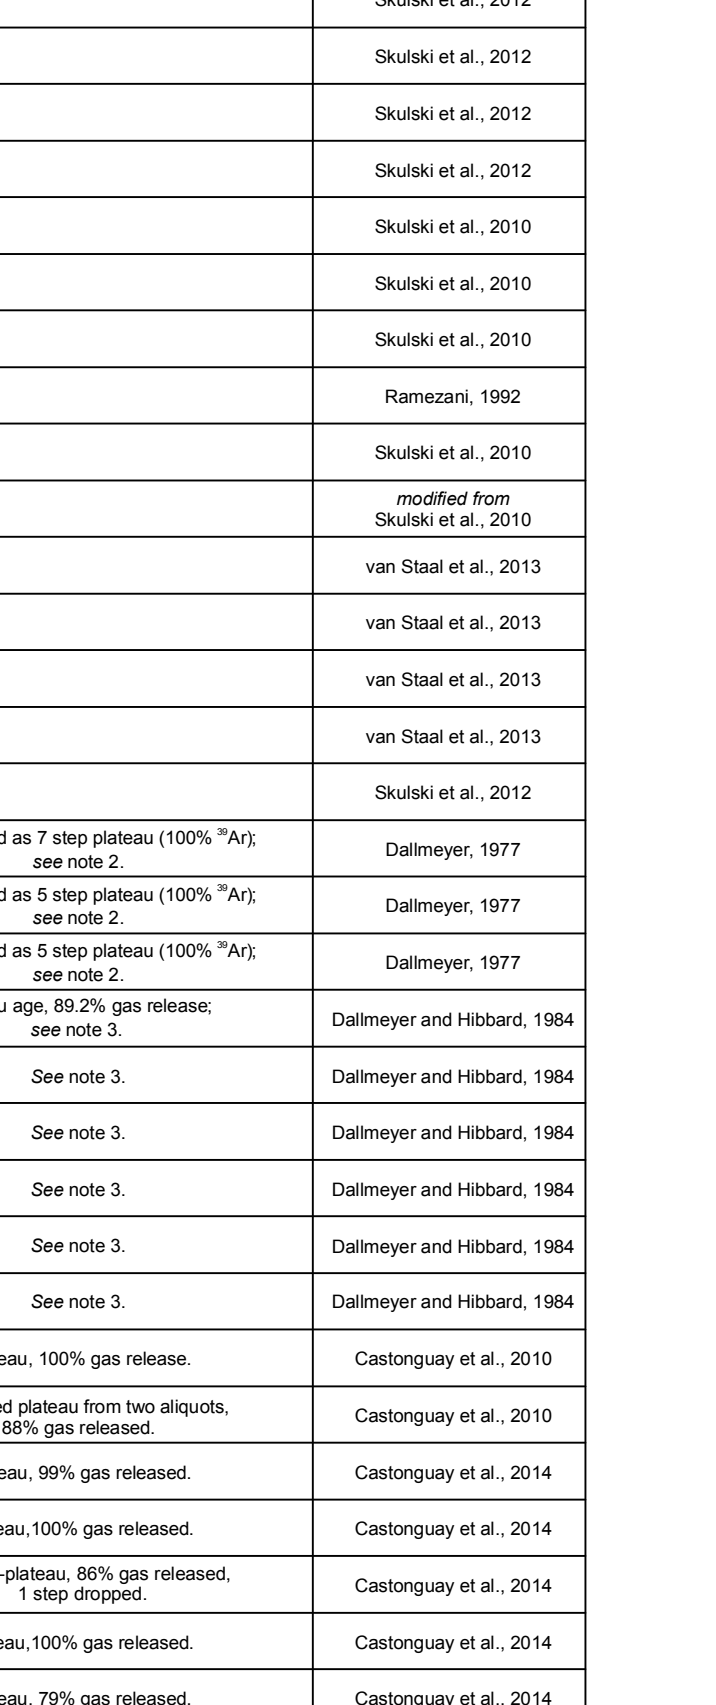 Skulski et al., 2012
Skulski et al., 2012
Skulski et al., 2012
Skulski et al., 2012
Skulski et al., 2010
Skulski et al., 2010
Skulski et al., 2010
Ramezani, 1992
Skulski et al., 2010
modified from
Skulski et al., 2010
van Staal et al., 2013
van Staal et al., 2013
van Staal et al., 2013
van Staal et al., 2013
Skulski et al., 2012
d as 7 step plateau (100% ³⁹Ar);
see note 2.
Dallmeyer, 1977
d as 5 step plateau (100% ³⁹Ar);
see note 2.
Dallmeyer, 1977
d as 5 step plateau (100% ³⁹Ar);
see note 2.
Dallmeyer, 1977
u age, 89.2% gas release;
see note 3.
Dallmeyer and Hibbard, 1984
See note 3.
Dallmeyer and Hibbard, 1984
See note 3.
Dallmeyer and Hibbard, 1984
See note 3.
Dallmeyer and Hibbard, 1984
See note 3.
Dallmeyer and Hibbard, 1984
See note 3.
Dallmeyer and Hibbard, 1984
eau, 100% gas release.
Castonguay et al., 2010
ed plateau from two aliquots,
88% gas released.
Castonguay et al., 2010
eau, 99% gas released.
Castonguay et al., 2014
eau,100% gas released.
Castonguay et al., 2014
-plateau, 86% gas released,
1 step dropped.
Castonguay et al., 2014
eau,100% gas released.
Castonguay et al., 2014
eau, 79% gas released.
Castonguay et al., 2014